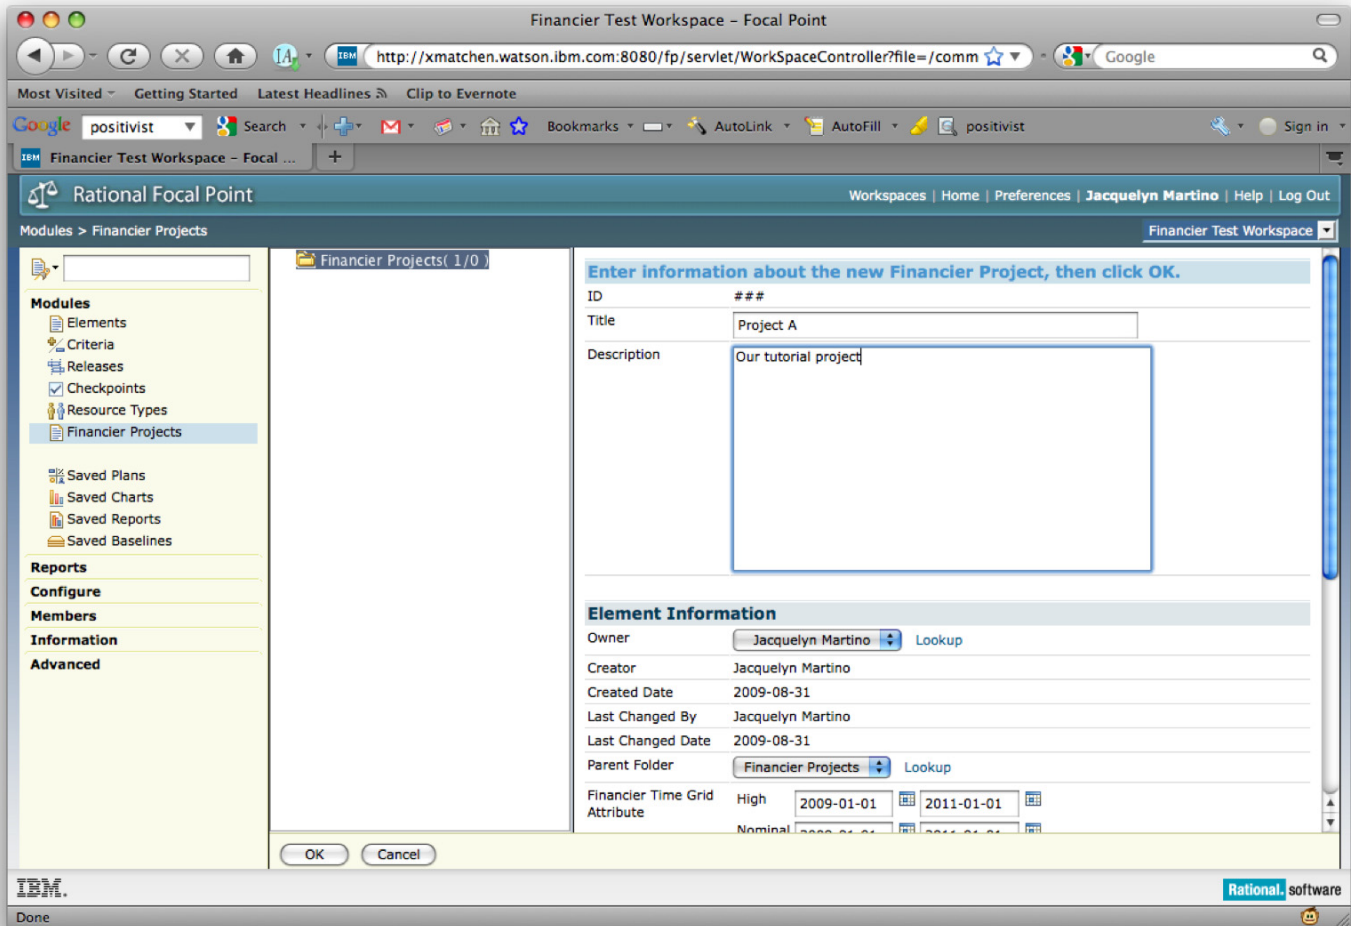 Financier Test Workspace – Focal Point
IBM http://xmatchen.watson.ibm.com:8080/fp/servlet/WorkSpaceController?file=/comm Google
Most Visited Getting Started Latest Headlines Clip to Evernote
Google positivist Search Bookmarks AutoLink AutoFill positivist Sign in
IBM Financier Test Workspace – Focal ... +
Rational Focal Point Workspaces | Home | Preferences | Jacquelyn Martino | Help | Log Out
Modules > Financier Projects Financier Test Workspace
Modules
Elements
Criteria
Releases
Checkpoints
Resource Types
Financier Projects
Saved Plans
Saved Charts
Saved Reports
Saved Baselines
Reports
Configure
Members
Information
Advanced
Financier Projects( 1/0 )
Enter information about the new Financier Project, then click OK.
ID ###
Title Project A
Description Our tutorial project
Element Information
Owner Jacquelyn Martino Lookup
Creator Jacquelyn Martino
Created Date 2009-08-31
Last Changed By Jacquelyn Martino
Last Changed Date 2009-08-31
Parent Folder Financier Projects Lookup
Financier Time Grid Attribute High 2009-01-01 2011-01-01
Nominal
OK Cancel
IBM. Rational. software
Done